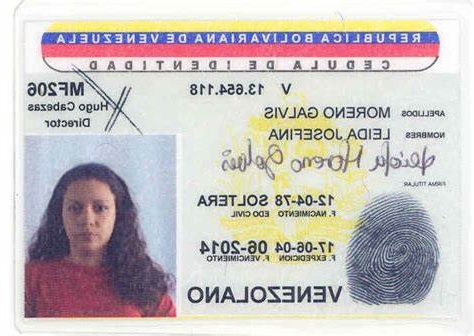 REPUBLICA BOLIVARIANA DE VENEZUELA
CEDULA DE IDENTIDAD
V 13.654.118
MF206
Hugo Cabezas
Director
APELLIDOS MORENO GALVIS
NOMBRES LEIDA JOSEFINA
Leida Moreno Galvis
FIRMA TITULAR
12-04-78 SOLTERA
F. NACIMIENTO EDO CIVIL
17-06-04 06-2014
F. EXPEDICION F. VENCIMIENTO
VENEZOLANO